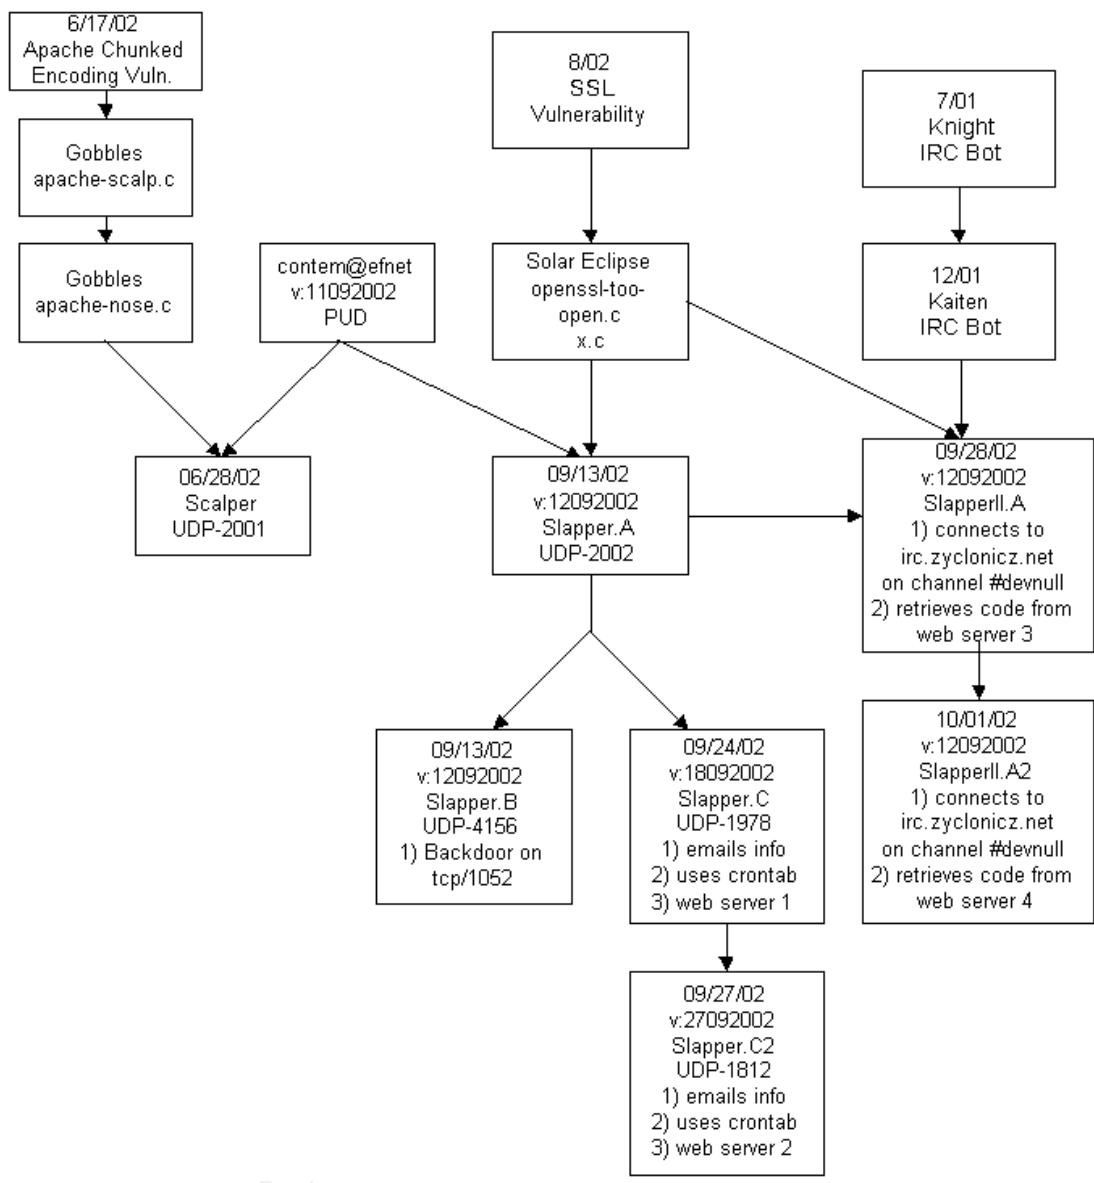 6/17/02
Apache Chunked
Encoding Vuln.
8/02
SSL
Vulnerability
7/01
Knight
IRC Bot
Gobbles
apache-scalp.c
Gobbles
apache-nose.c
contem@efnet
v:11092002
PUD
Solar Eclipse
openssl-too-
open.c
x.c
12/01
Kaiten
IRC Bot
06/28/02
Scalper
UDP-2001
09/13/02
v:12092002
Slapper.A
UDP-2002
09/28/02
v:12092002
SlapperII.A
1) connects to
irc.zyclonicz.net
on channel #devnull
2) retrieves code from
web server 3
09/13/02
v:12092002
Slapper.B
UDP-4156
1) Backdoor on
tcp/1052
09/24/02
v:18092002
Slapper.C
UDP-1978
1) emails info
2) uses crontab
3) web server 1
10/01/02
v:12092002
SlapperII.A2
1) connects to
irc.zyclonicz.net
on channel #devnull
2) retrieves code from
web server 4
09/27/02
v:27092002
Slapper.C2
UDP-1812
1) emails info
2) uses crontab
3) web server 2